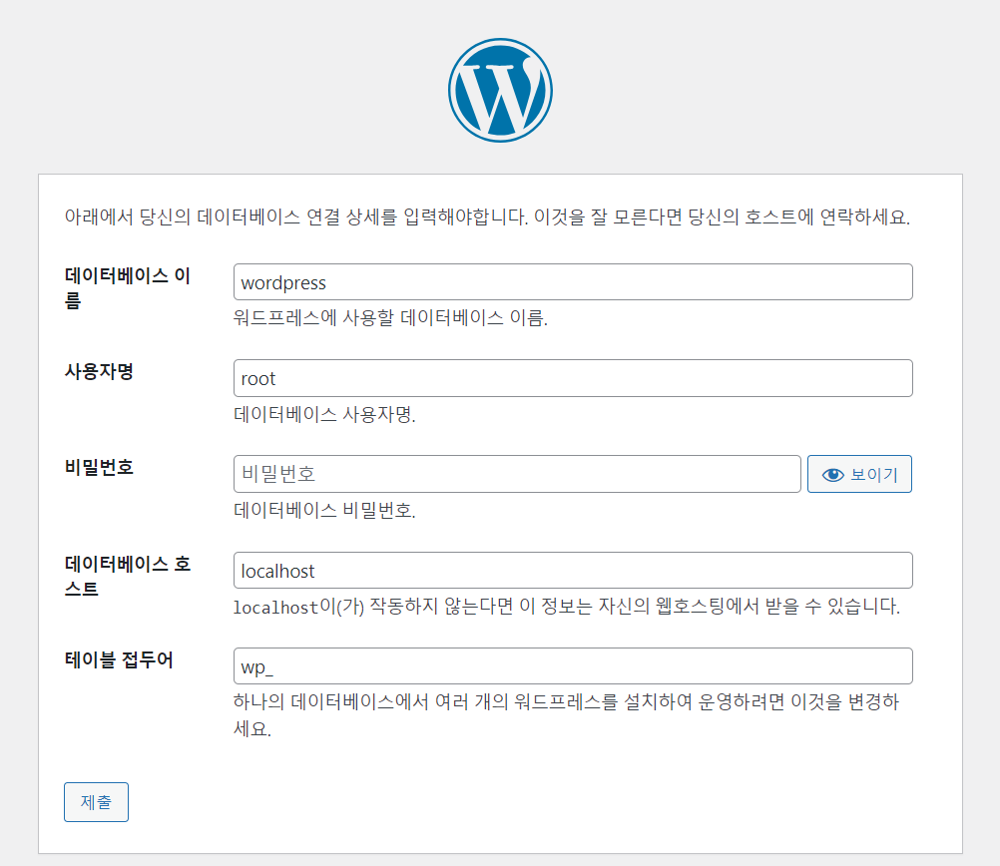 아래에서 당신의 데이터베이스 연결 상세를 입력해야합니다. 이것을 잘 모른다면 당신의 호스트에 연락하세요.
데이터베이스 이
름
wordpress
워드프레스에 사용할 데이터베이스 이름.
사용자명
root
데이터베이스 사용자명.
비밀번호
비밀번호
보이기
데이터베이스 비밀번호.
데이터베이스 호
스트
localhost
localhost이(가) 작동하지 않는다면 이 정보는 자신의 웹호스팅에서 받을 수 있습니다.
테이블 접두어
wp_
하나의 데이터베이스에서 여러 개의 워드프레스를 설치하여 운영하려면 이것을 변경하
세요.
제출